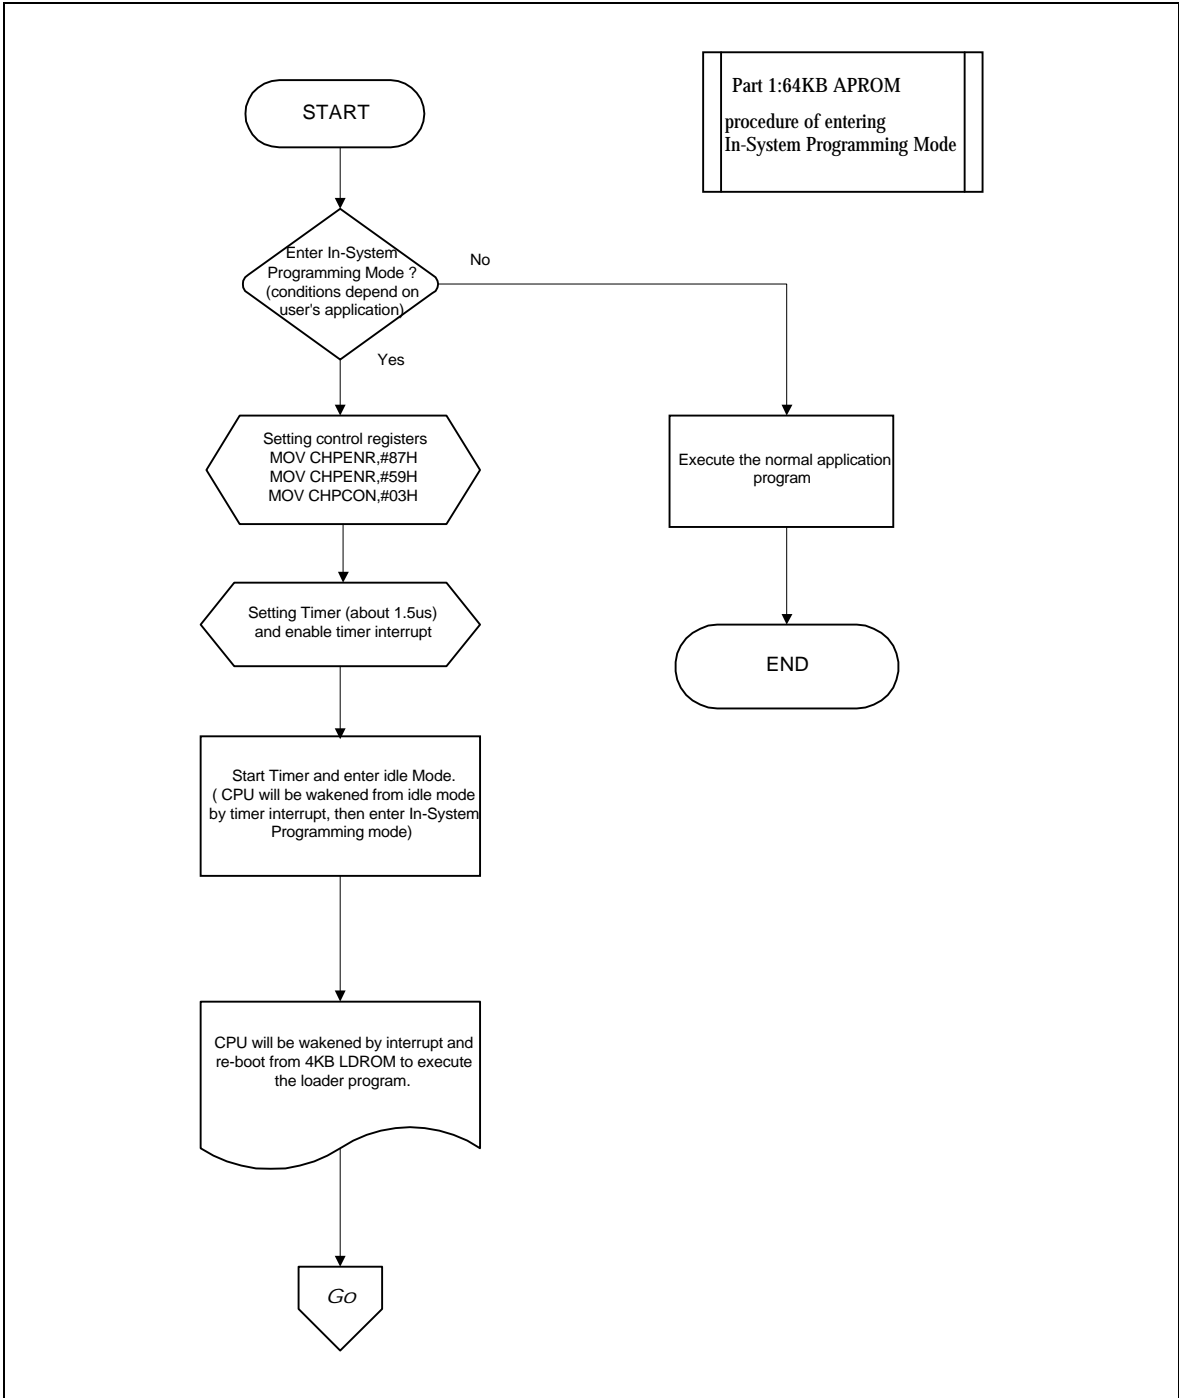 START
Part 1:64KB APROM
procedure of entering
In-System Programming Mode
Enter In-System
Programming Mode ?
(conditions depend on
user's application)
No
Yes
Setting control registers
MOV CHPENR,#87H
MOV CHPENR,#59H
MOV CHPCON,#03H
Execute the normal application
program
Setting Timer (about 1.5us)
and enable timer interrupt
END
Start Timer and enter idle Mode.
( CPU will be wakened from idle mode
by timer interrupt, then enter In-System
Programming mode)
CPU will be wakened by interrupt and
re-boot from 4KB LDROM to execute
the loader program.
Go